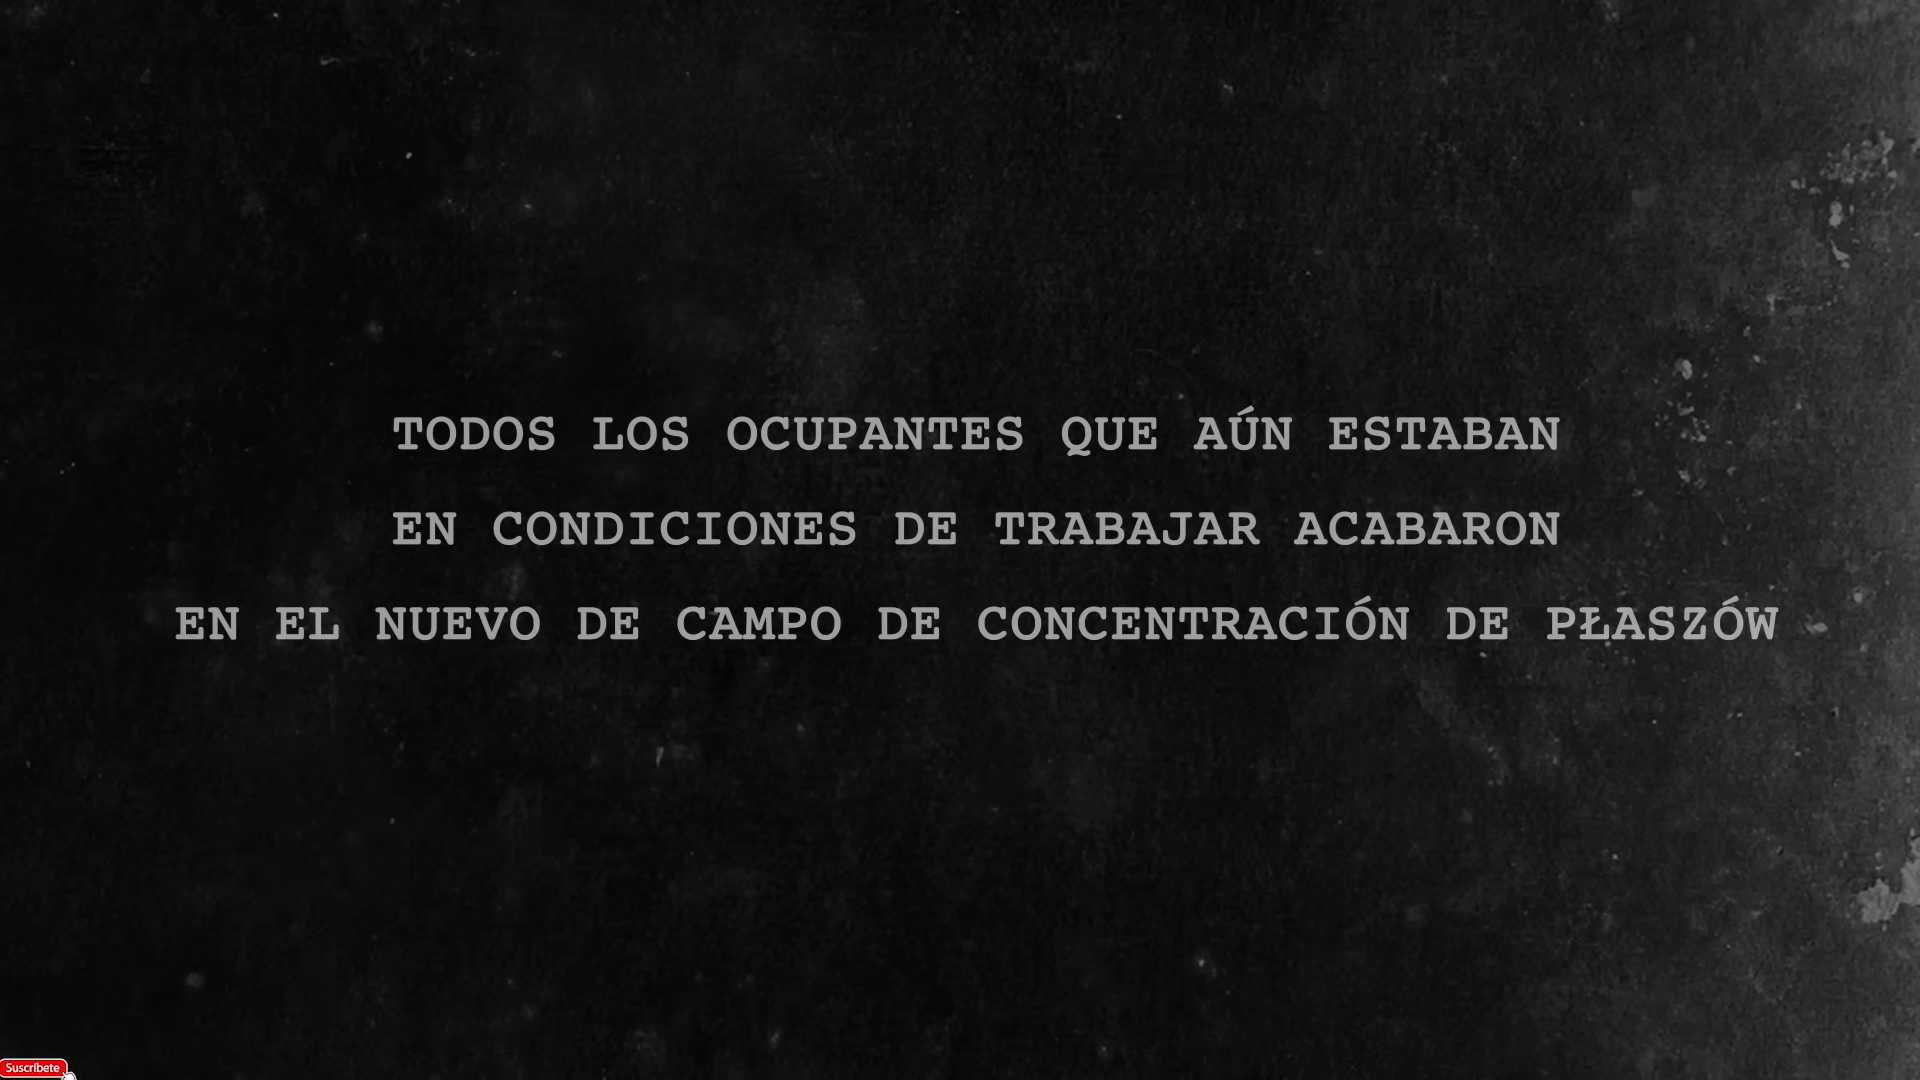 TODOS LOS OCUPANTES QUE AÚN ESTABAN
EN CONDICIONES DE TRABAJAR ACABARON
EN EL NUEVO DE CAMPO DE CONCENTRACIÓN DE PŁASZÓW
Suscríbete